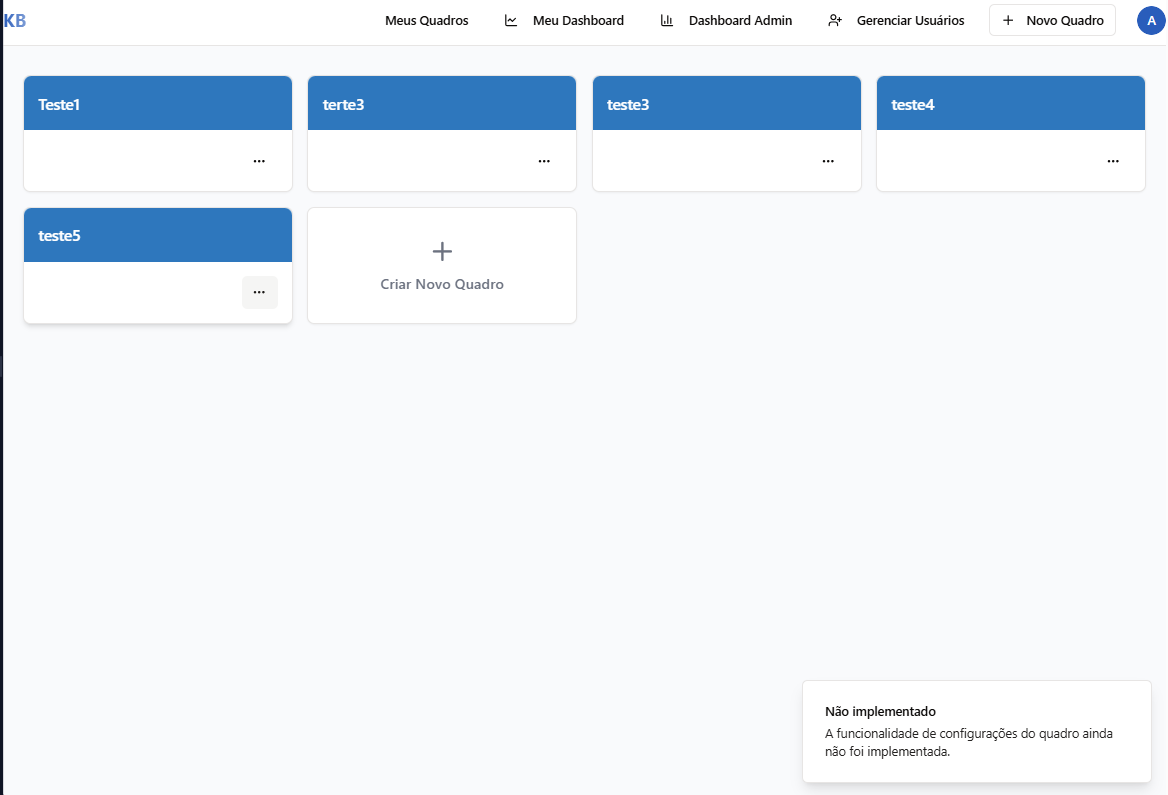 KB
Meus Quadros
Meu Dashboard
Dashboard Admin
Gerenciar Usuários
Novo Quadro
A
Teste1
terte3
teste3
teste4
teste5
Criar Novo Quadro
Não implementado
A funcionalidade de configurações do quadro ainda
não foi implementada.